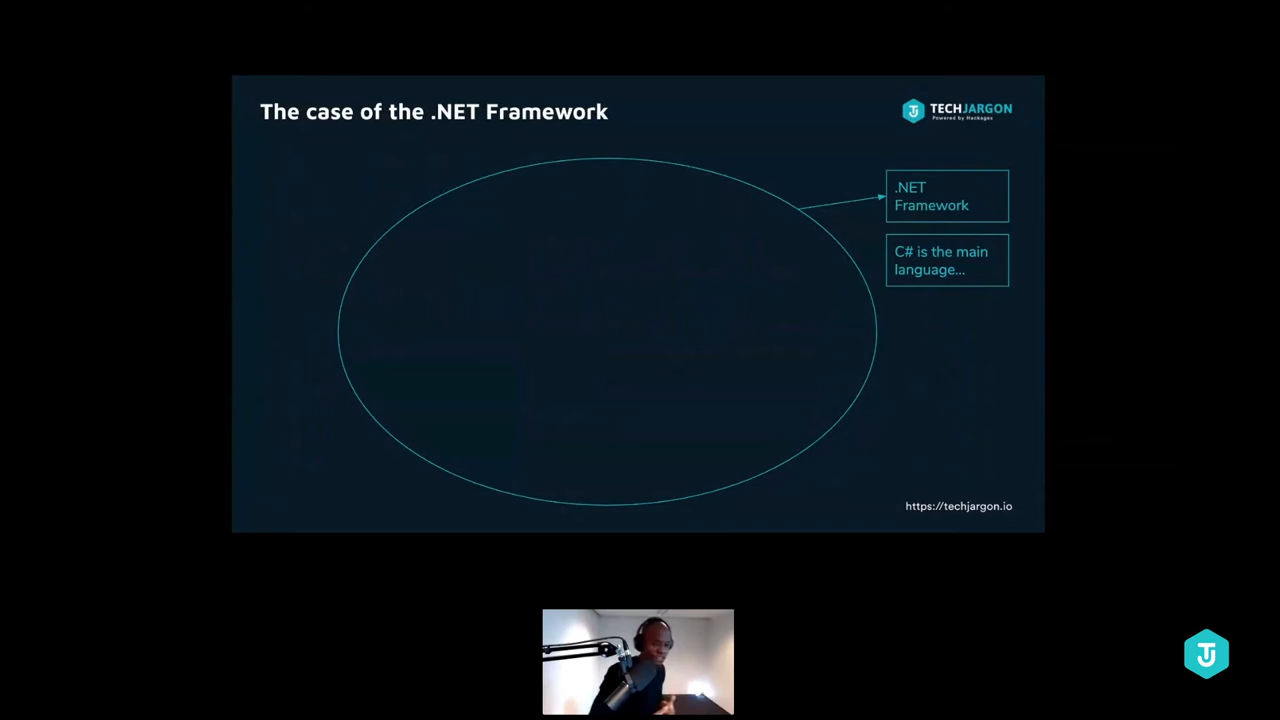 The case of the .NET Framework
TECHJARGON
Powered by Hackages
.NET
Framework
C# is the main
language...
https://techjargon.io